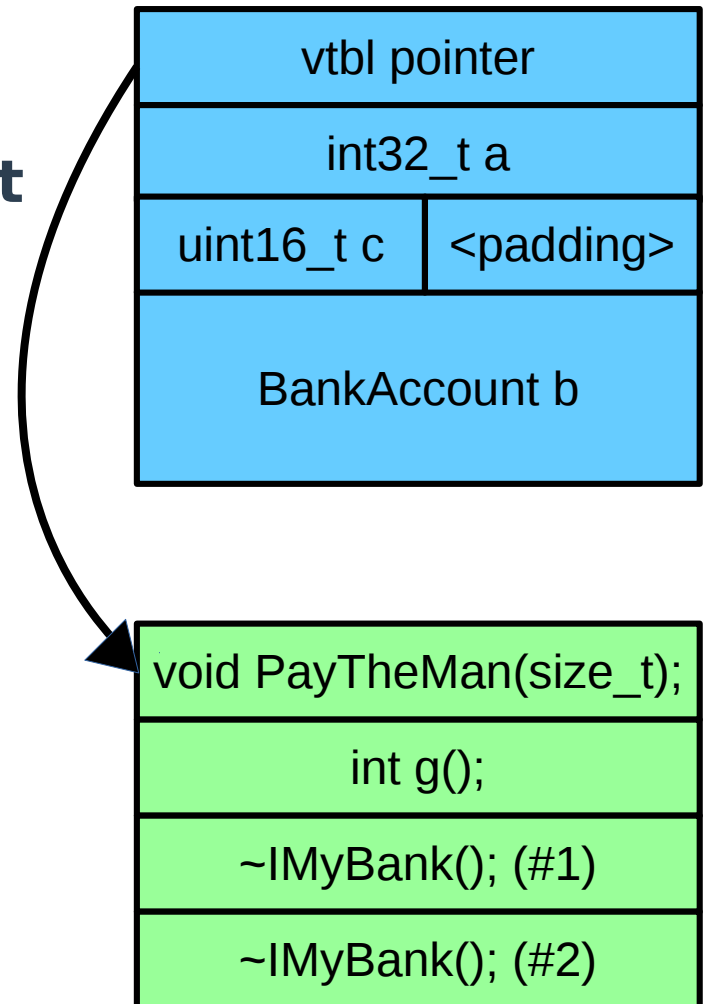 vtbl pointer
int32_t a
t
uint16_t c <padding>
BankAccount b
void PayTheMan(size_t);
int g();
~IMyBank(); (#1)
~IMyBank(); (#2)